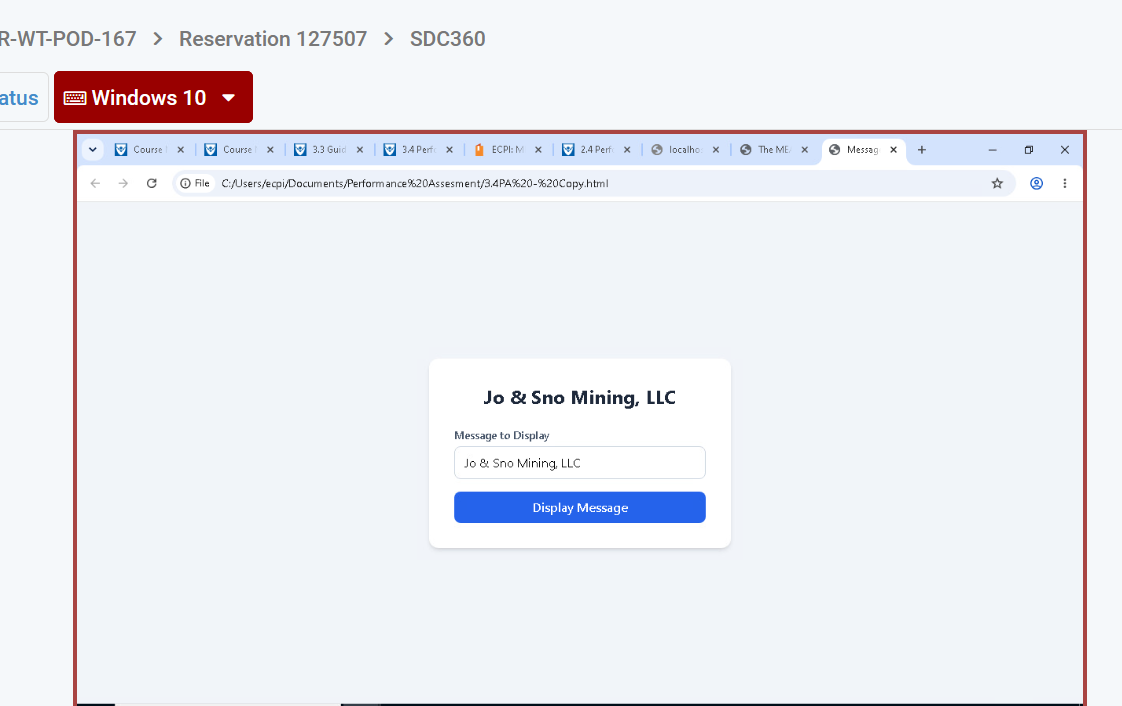 R-WT-POD-167 > Reservation 127507 > SDC360
atus
Windows 10
Course
Course
3.3 Guid
3.4 Perf
ECPI: M
2.4 Perf
localho
The ME
Messag
File
C:/Users/ecpi/Documents/Performance%20Assesment/3.4PA%20-%20Copy.html
Jo & Sno Mining, LLC
Message to Display
Jo & Sno Mining, LLC
Display Message